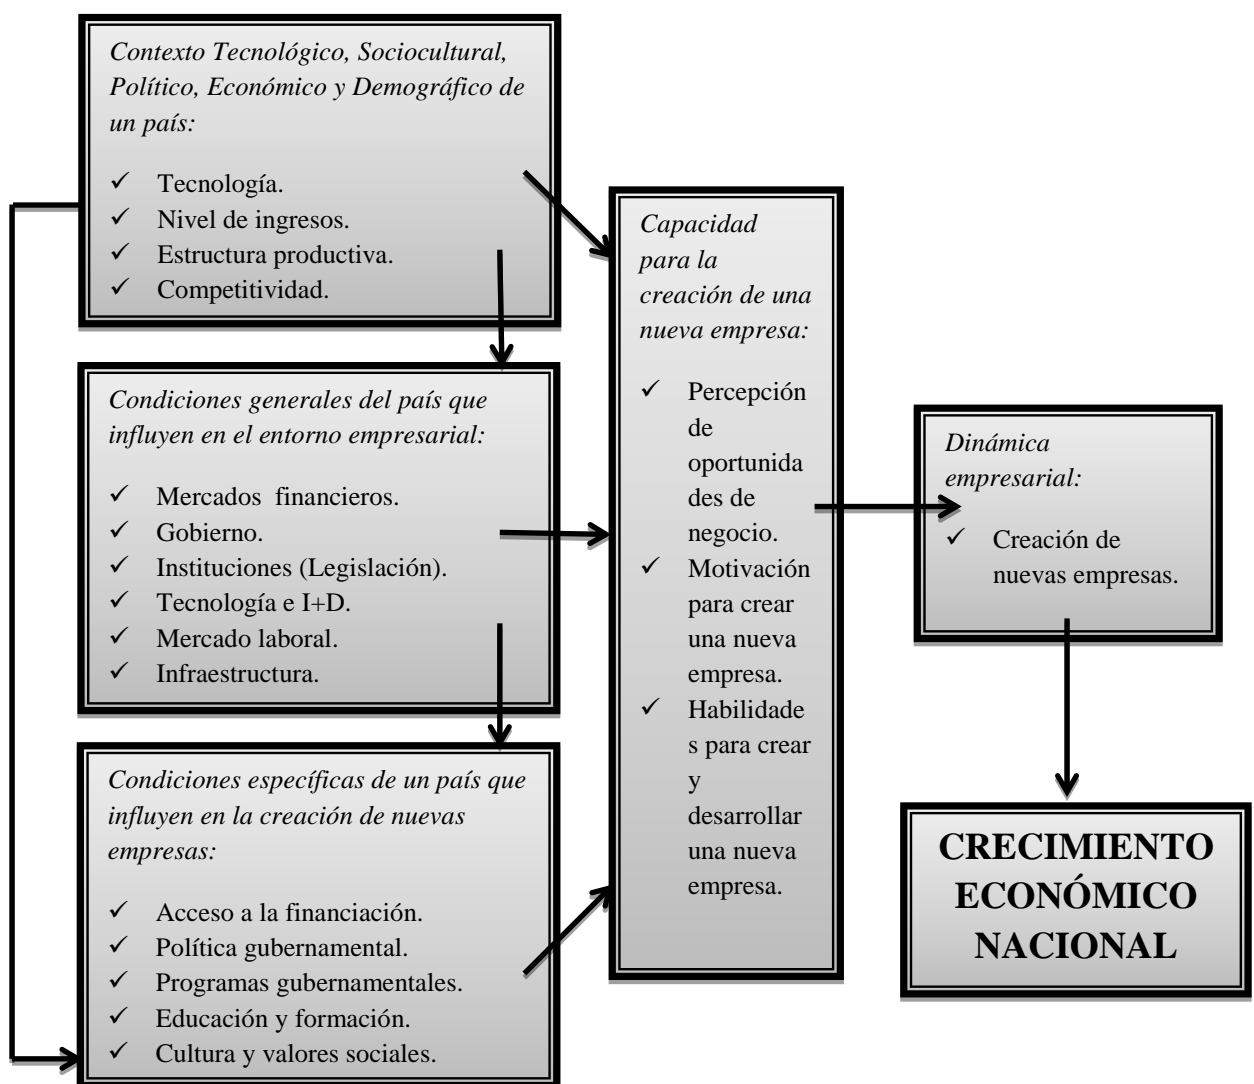 Contexto Tecnológico, Sociocultural,
Político, Económico y Demográfico de
un país:
✓ Tecnología.
✓ Nivel de ingresos.
✓ Estructura productiva.
✓ Competitividad.
Condiciones generales del país que
influyen en el entorno empresarial:
✓ Mercados  financieros.
✓ Gobierno.
✓ Instituciones (Legislación).
✓ Tecnología e I+D.
✓ Mercado laboral.
✓ Infraestructura.
Condiciones específicas de un país que
influyen en la creación de nuevas
empresas:
✓ Acceso a la financiación.
✓ Política gubernamental.
✓ Programas gubernamentales.
✓ Educación y formación.
✓ Cultura y valores sociales.
Capacidad
para la
creación de una
nueva empresa:
✓ Percepción
de
oportunida
des de
negocio.
✓ Motivación
para crear
una nueva
empresa.
✓ Habilidade
s para crear
y
desarrollar
una nueva
empresa.
Dinámica
empresarial:
✓ Creación de
nuevas empresas.
CRECIMIENTO
ECONÓMICO
NACIONAL